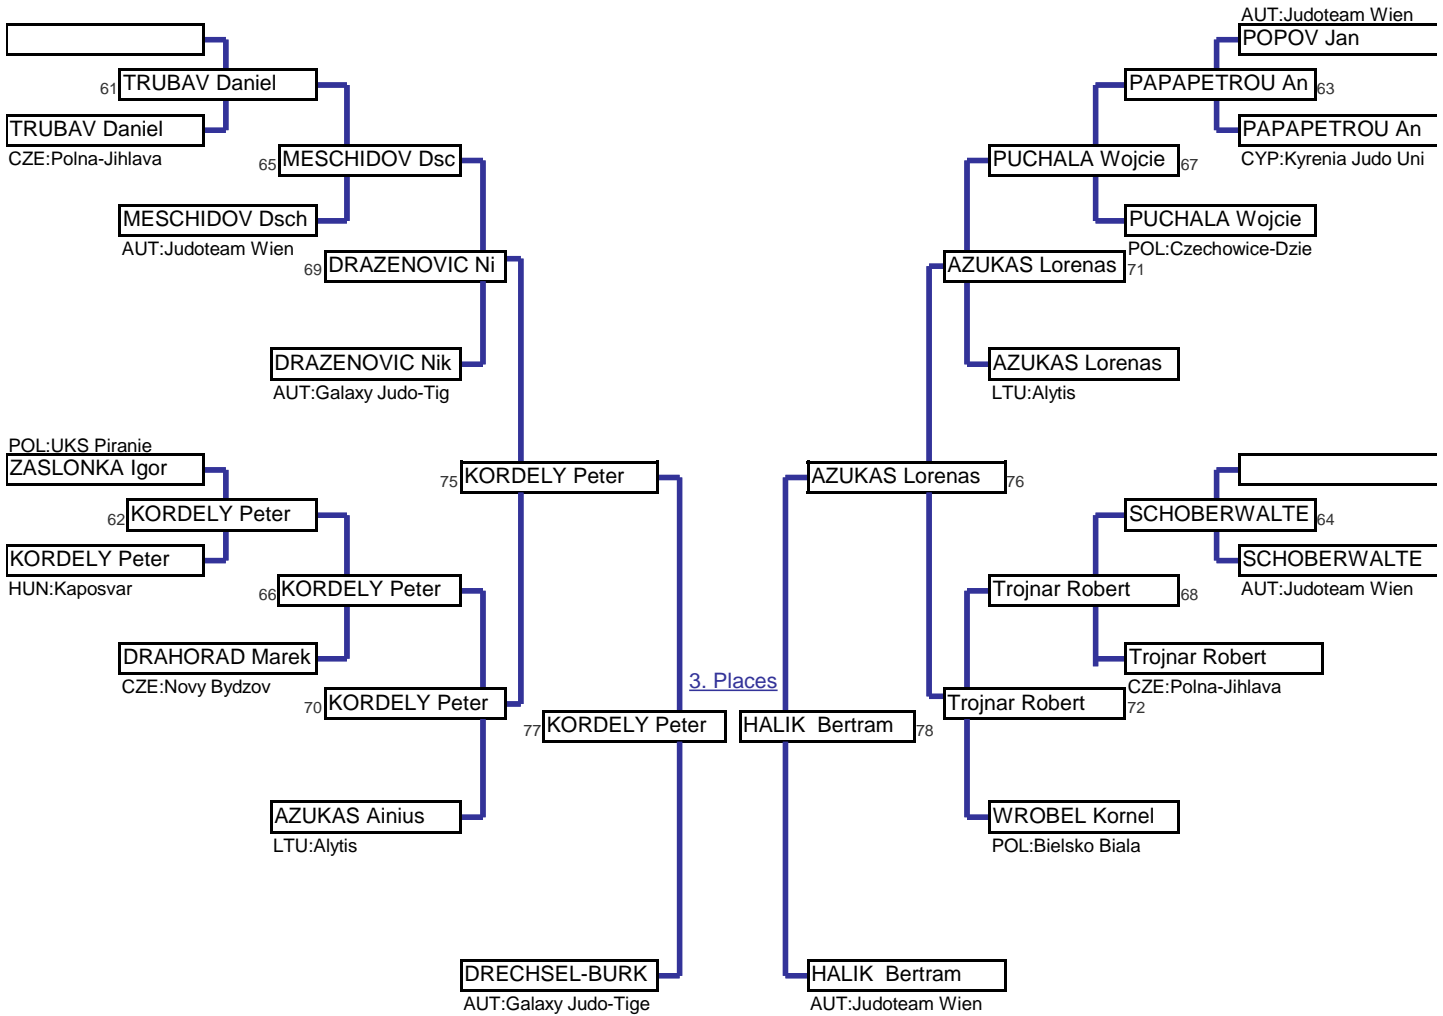 AUT:Judoteam Wien
POPOV Jan
61 TRUBAV Daniel
PAPAPETROU An 63
TRUBAV Daniel
PAPAPETROU An
CZE:Polna-Jihlava
65 MESCHIDOV Dsc
PUCHALA Wojcie 67
CYP:Kyrenia Judo Uni
MESCHIDOV Dsch
PUCHALA Wojcie
AUT:Judoteam Wien
POL:Czechowice-Dzie
69 DRAZENOVIC Ni
AZUKAS Lorenas 71
DRAZENOVIC Nik
AZUKAS Lorenas
AUT:Galaxy Judo-Tig
LTU:Alytis
POL:UKS Piranie
ZASLONKA Igor
75 KORDELY Peter
AZUKAS Lorenas 76
62 KORDELY Peter
SCHOBERWALTE 64
KORDELY Peter
SCHOBERWALTE
HUN:Kaposvar
66 KORDELY Peter
Trojnar Robert 68
AUT:Judoteam Wien
DRAHORAD Marek
Trojnar Robert
CZE:Novy Bydzov
3. Places
CZE:Polna-Jihlava
70 KORDELY Peter
Trojnar Robert 72
77 KORDELY Peter
HALIK  Bertram 78
AZUKAS Ainius
WROBEL Kornel
LTU:Alytis
POL:Bielsko Biala
DRECHSEL-BURK
HALIK  Bertram
AUT:Galaxy Judo-Tige
AUT:Judoteam Wien